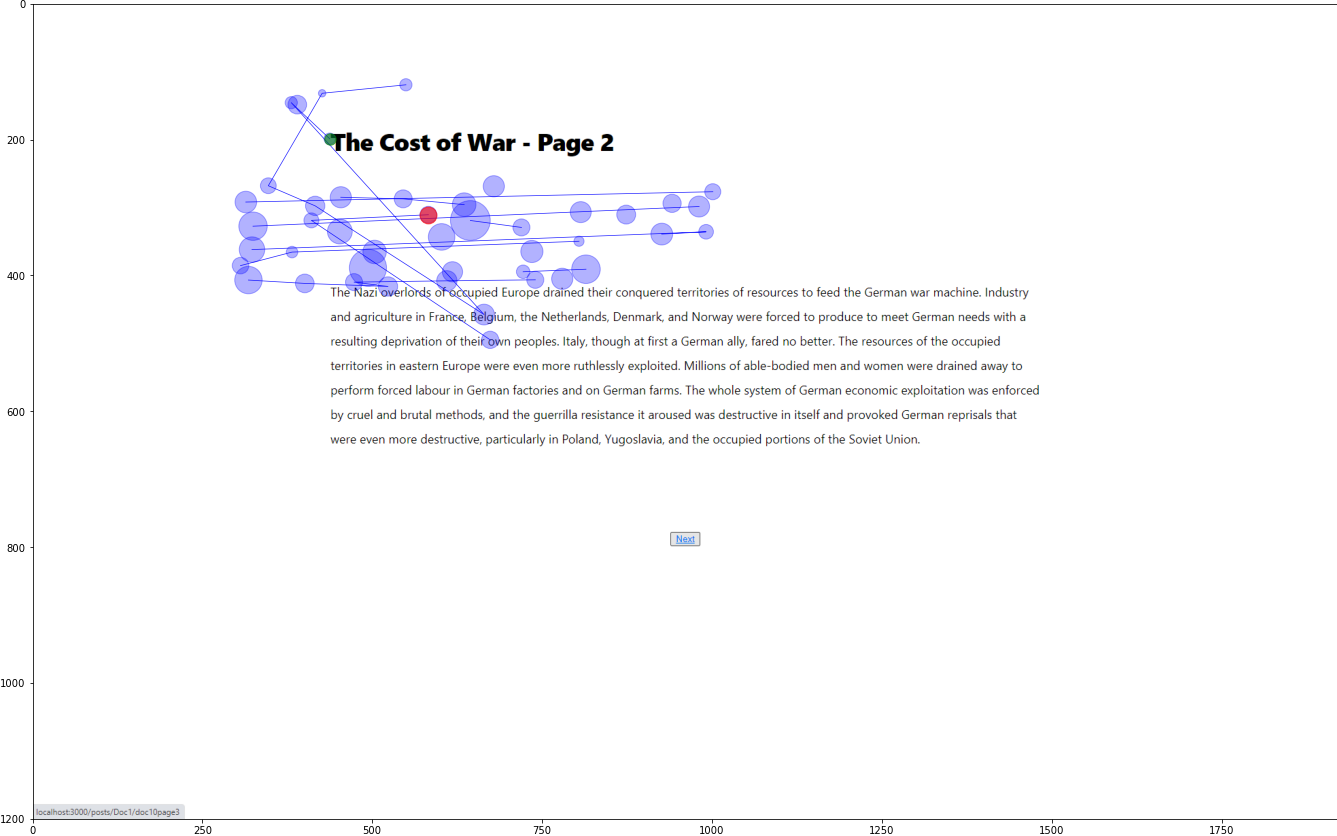 The Cost of War - Page 2
The Nazi overlords of occupied Europe drained their conquered territories of resources to feed the German war machine. Industry
and agriculture in France, Belgium, the Netherlands, Denmark, and Norway were forced to produce to meet German needs with a
resulting deprivation of their own peoples. Italy, though at first a German ally, fared no better. The resources of the occupied
territories in eastern Europe were even more ruthlessly exploited. Millions of able-bodied men and women were drained away to
perform forced labour in German factories and on German farms. The whole system of German economic exploitation was enforced
by cruel and brutal methods, and the guerrilla resistance it aroused was destructive in itself and provoked German reprisals that
were even more destructive, particularly in Poland, Yugoslavia, and the occupied portions of the Soviet Union.
Next
localhost:3000/posts/Doc1/doc10page3
0
200
400
600
800
1000
1200
0 250 500 750 1000 1250 1500 1750